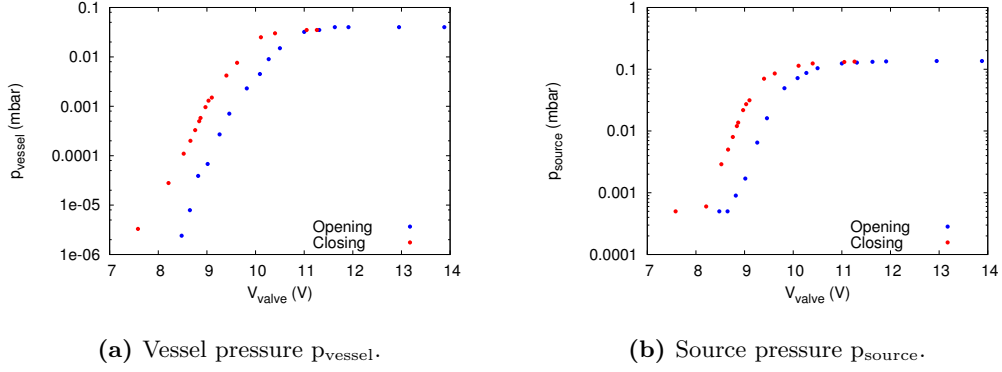 0.1
0.01
0.001
0.0001
1e-05
1e-06
p_vessel (mbar)
7 8 9 10 11 12 13 14
V_valve (V)
Opening
Closing
(a) Vessel pressure p_vessel.
1
0.1
0.01
0.001
0.0001
p_source (mbar)
7 8 9 10 11 12 13 14
V_valve (V)
Opening
Closing
(b) Source pressure p_source.